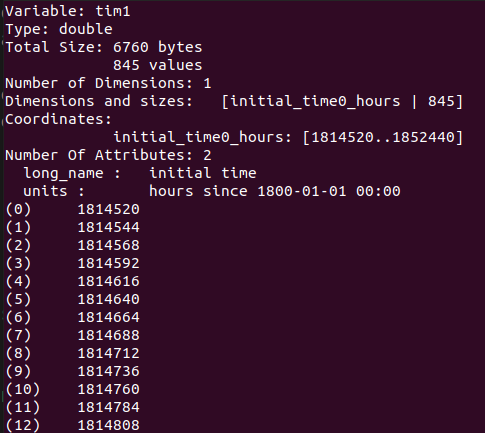 Variable: tim1
Type: double
Total Size: 6760 bytes
            845 values
Number of Dimensions: 1
Dimensions and sizes:   [initial_time0_hours | 845]
Coordinates:
            initial_time0_hours: [1814520..1852440]
Number Of Attributes: 2
  long_name :   initial time
  units :       hours since 1800-01-01 00:00
(0)     1814520
(1)     1814544
(2)     1814568
(3)     1814592
(4)     1814616
(5)     1814640
(6)     1814664
(7)     1814688
(8)     1814712
(9)     1814736
(10)    1814760
(11)    1814784
(12)    1814808